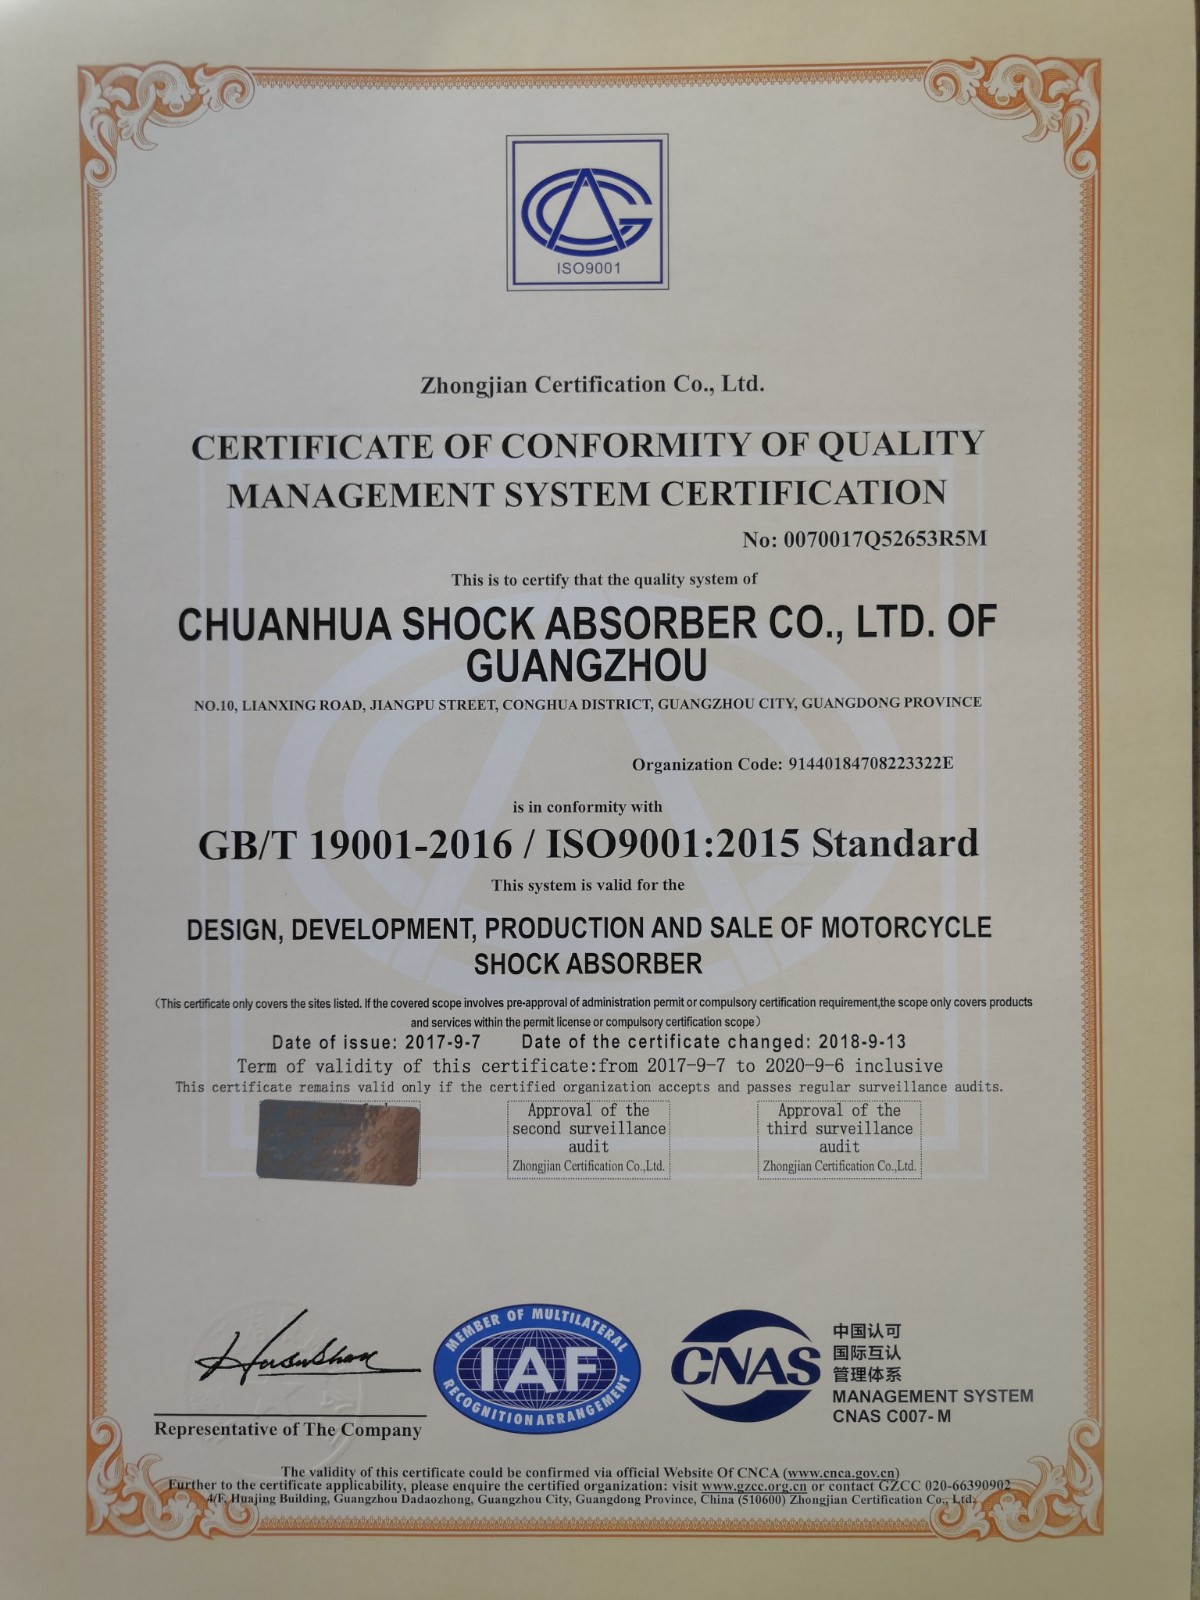 ISO9001
Zhongjian Certification Co., Ltd.
CERTIFICATE OF CONFORMITY OF QUALITY
MANAGEMENT SYSTEM CERTIFICATION
No: 0070017Q52653R5M
This is to certify that the quality system of
CHUANHUA SHOCK ABSORBER CO., LTD. OF
GUANGZHOU
NO.10, LIANXING ROAD, JIANGPU STREET, CONGHUA DISTRICT, GUANGZHOU CITY, GUANGDONG PROVINCE
Organization Code: 91440184708223322E
is in conformity with
GB/T 19001-2016 / ISO9001:2015 Standard
This system is valid for the
DESIGN, DEVELOPMENT, PRODUCTION AND SALE OF MOTORCYCLE
SHOCK ABSORBER
(This certificate only covers the sites listed. If the covered scope involves pre-approval of administration permit or compulsory certification requirement,the scope only covers products
and services within the permit license or compulsory certification scope)
Date of issue: 2017-9-7 Date of the certificate changed: 2018-9-13
Term of validity of this certificate:from 2017-9-7 to 2020-9-6 inclusive
This certificate remains valid only if the certified organization accepts and passes regular surveillance audits.
Approval of the
second surveillance
audit
Zhongjian Certification Co.,Ltd.
Approval of the
third surveillance
audit
Zhongjian Certification Co.,Ltd.
Representative of The Company
MEMBER OF MULTILATERAL
IAF
RECOGNITION ARRANGEMENT
CNAS
中国认可
国际互认
管理体系
MANAGEMENT SYSTEM
CNAS C007-M
The validity of this certificate could be confirmed via official Website Of CNCA (www.cnca.gov.cn)
Further to the certificate applicability, please enquire the certified organization: visit www.gzcc.org.cn or contact GZCC 020-66390902
4/F, Huajing Building, Guangzhou Dadaozhong, Guangzhou City, Guangdong Province, China (510600) Zhongjian Certification Co., Ltd.